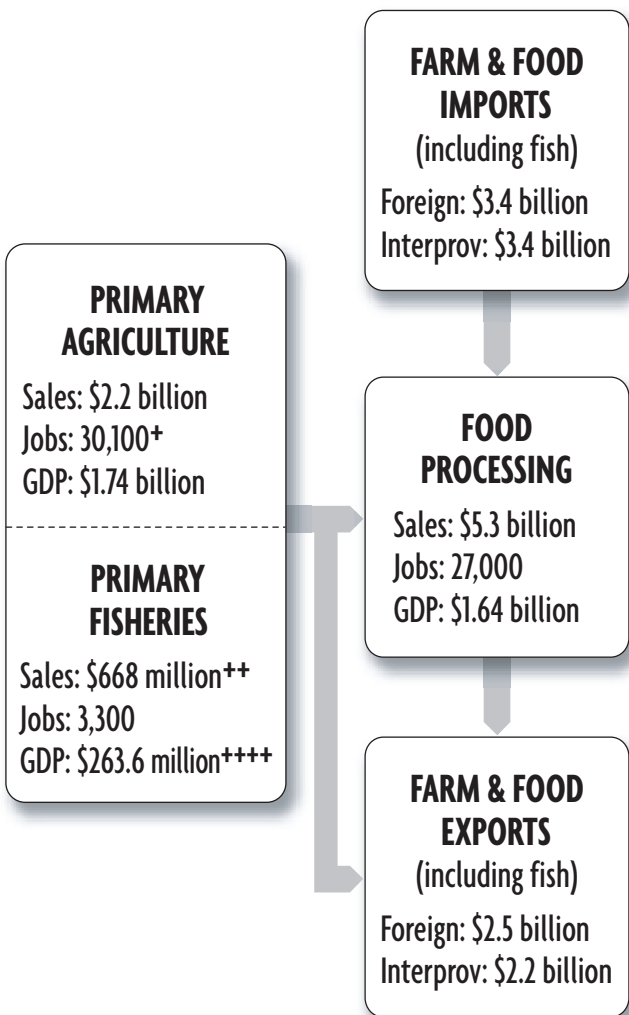 FARM & FOOD
IMPORTS
(including fish)
Foreign: $3.4 billion
Interprov: $3.4 billion
PRIMARY
AGRICULTURE
Sales: $2.2 billion
Jobs: 30,100+
GDP: $1.74 billion
PRIMARY
FISHERIES
Sales: $668 million++
Jobs: 3,300
GDP: $263.6 million++++
FOOD
PROCESSING
Sales: $5.3 billion
Jobs: 27,000
GDP: $1.64 billion
FARM & FOOD
EXPORTS
(including fish)
Foreign: $2.5 billion
Interprov: $2.2 billion